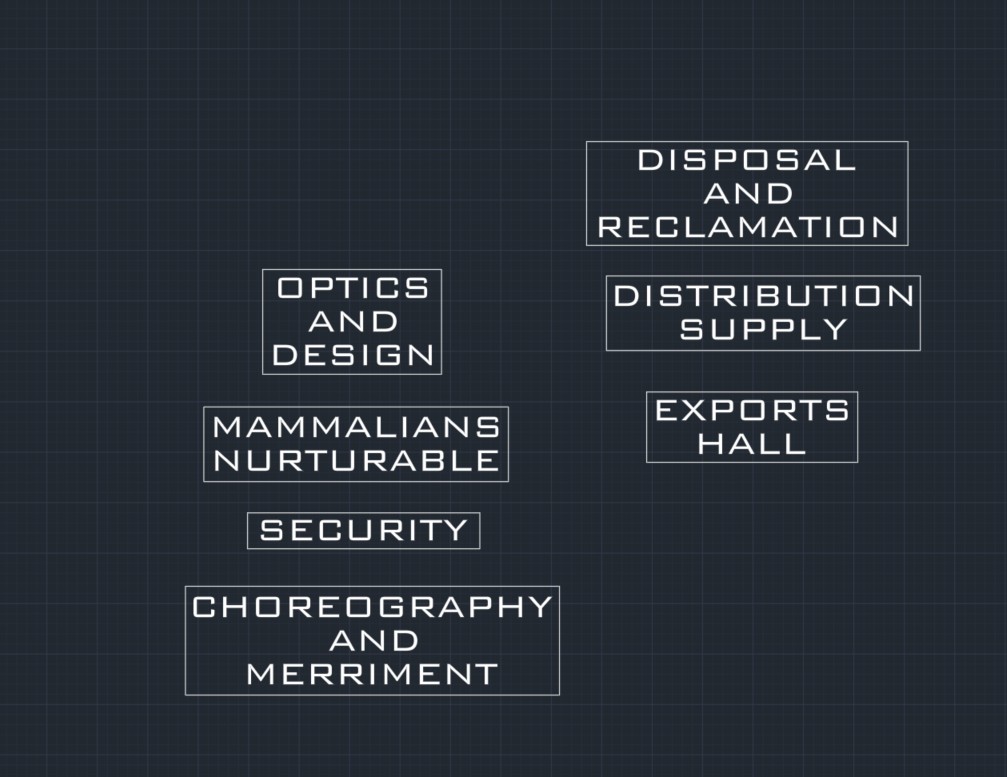 DISPOSAL
AND
RECLAMATION
OPTICS
AND
DESIGN
DISTRIBUTION
SUPPLY
MAMMALIANS
NURTURABLE
EXPORTS
HALL
SECURITY
CHOREOGRAPHY
AND
MERRIMENT